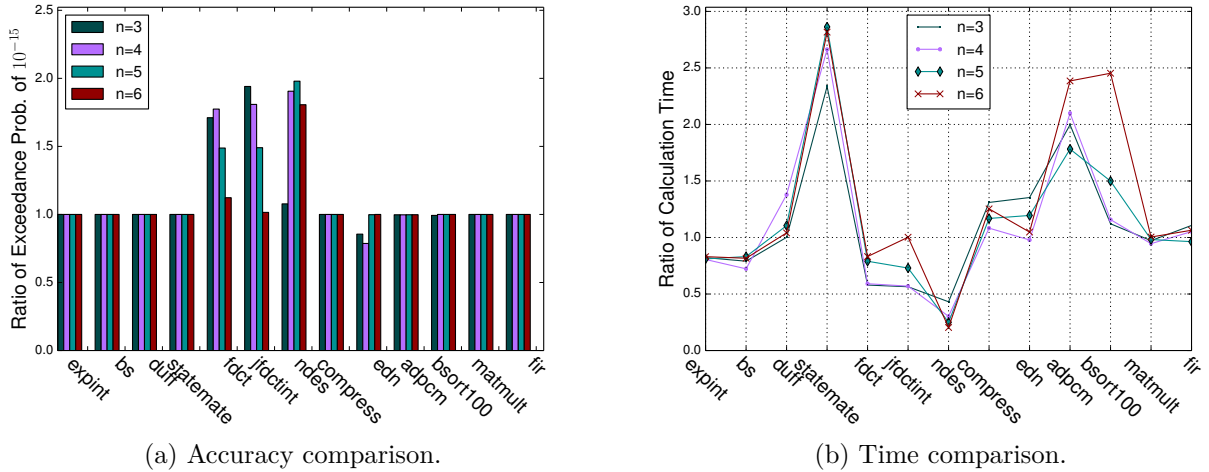 2.5
2.0
1.5
1.0
0.5
0.0
Ratio of Exceedance Prob. of 10^{-15}
n=3
n=4
n=5
n=6
expint
bs
duff
statemate
fdct
jfdctint
ndes
compress
edn
adpcm
bsort100
matmult
fir
(a) Accuracy comparison.
3.0
2.5
2.0
1.5
1.0
0.5
0.0
Ratio of Calculation Time
n=3
n=4
n=5
n=6
expint
bs
duff
statemate
fdct
jfdctint
ndes
compress
edn
adpcm
bsort100
matmult
fir
(b) Time comparison.